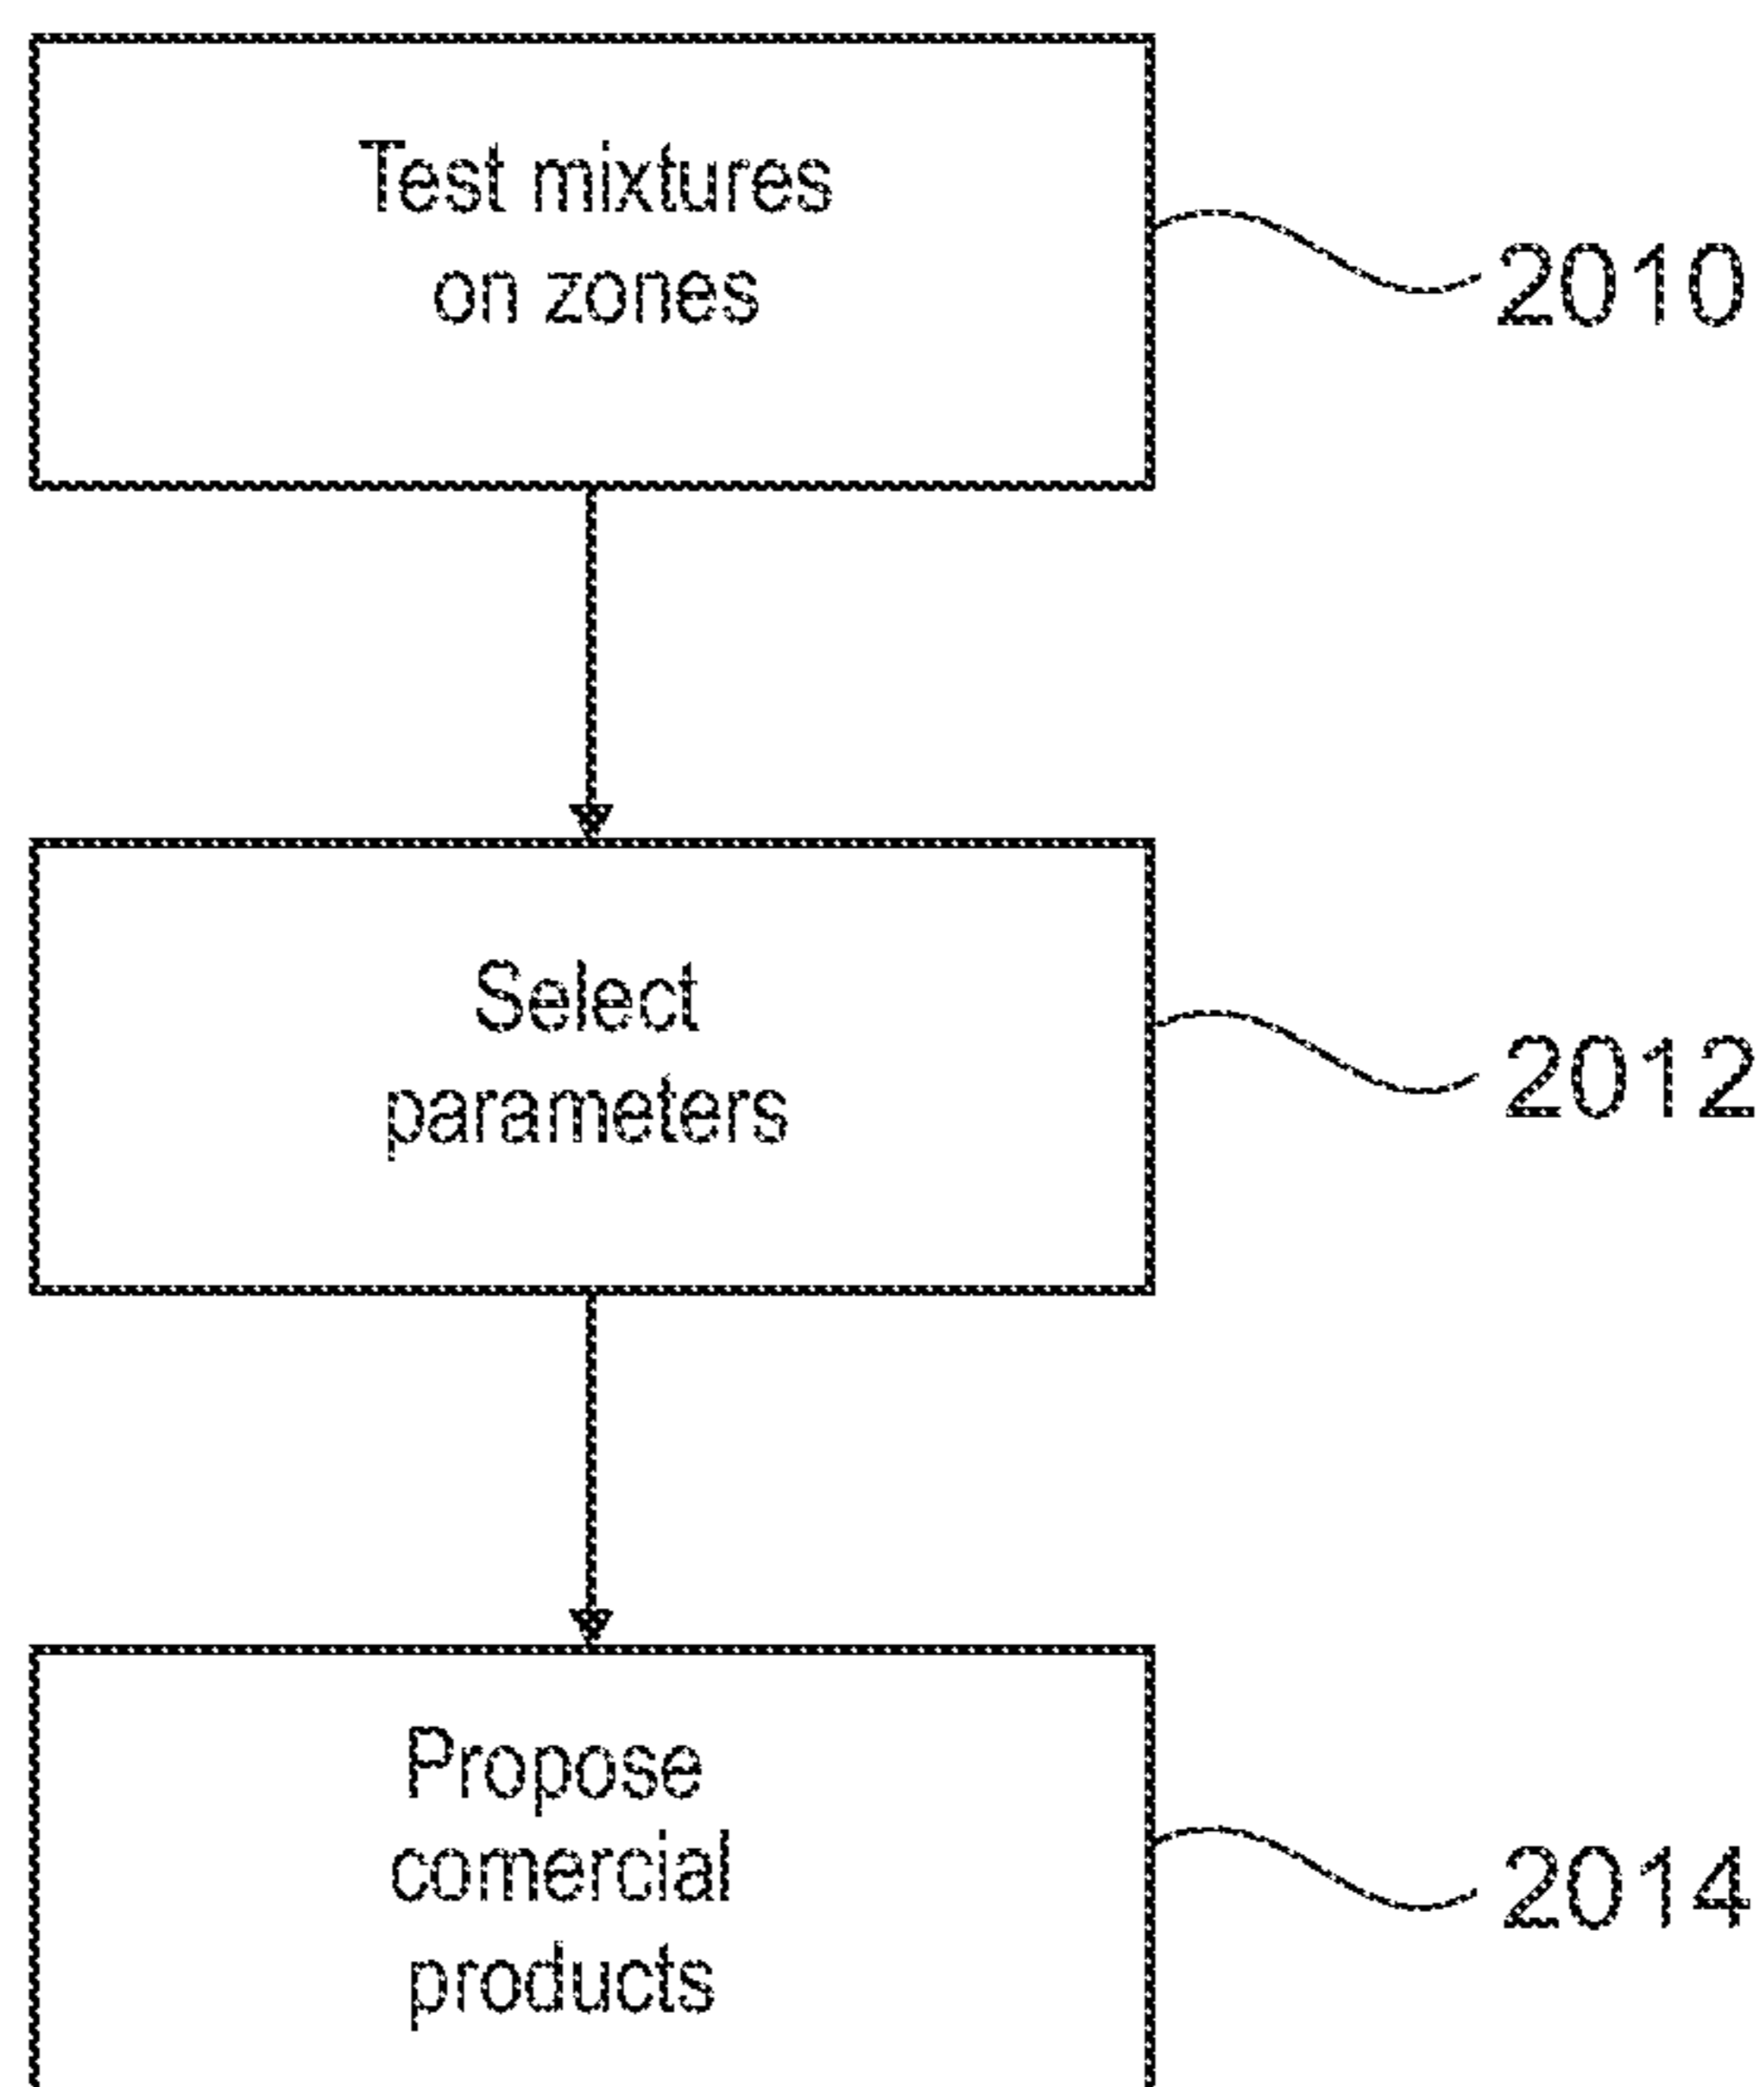 Test mixtures
on zones
2010
Select
parameters
2012
Propose
comercial
products
2014